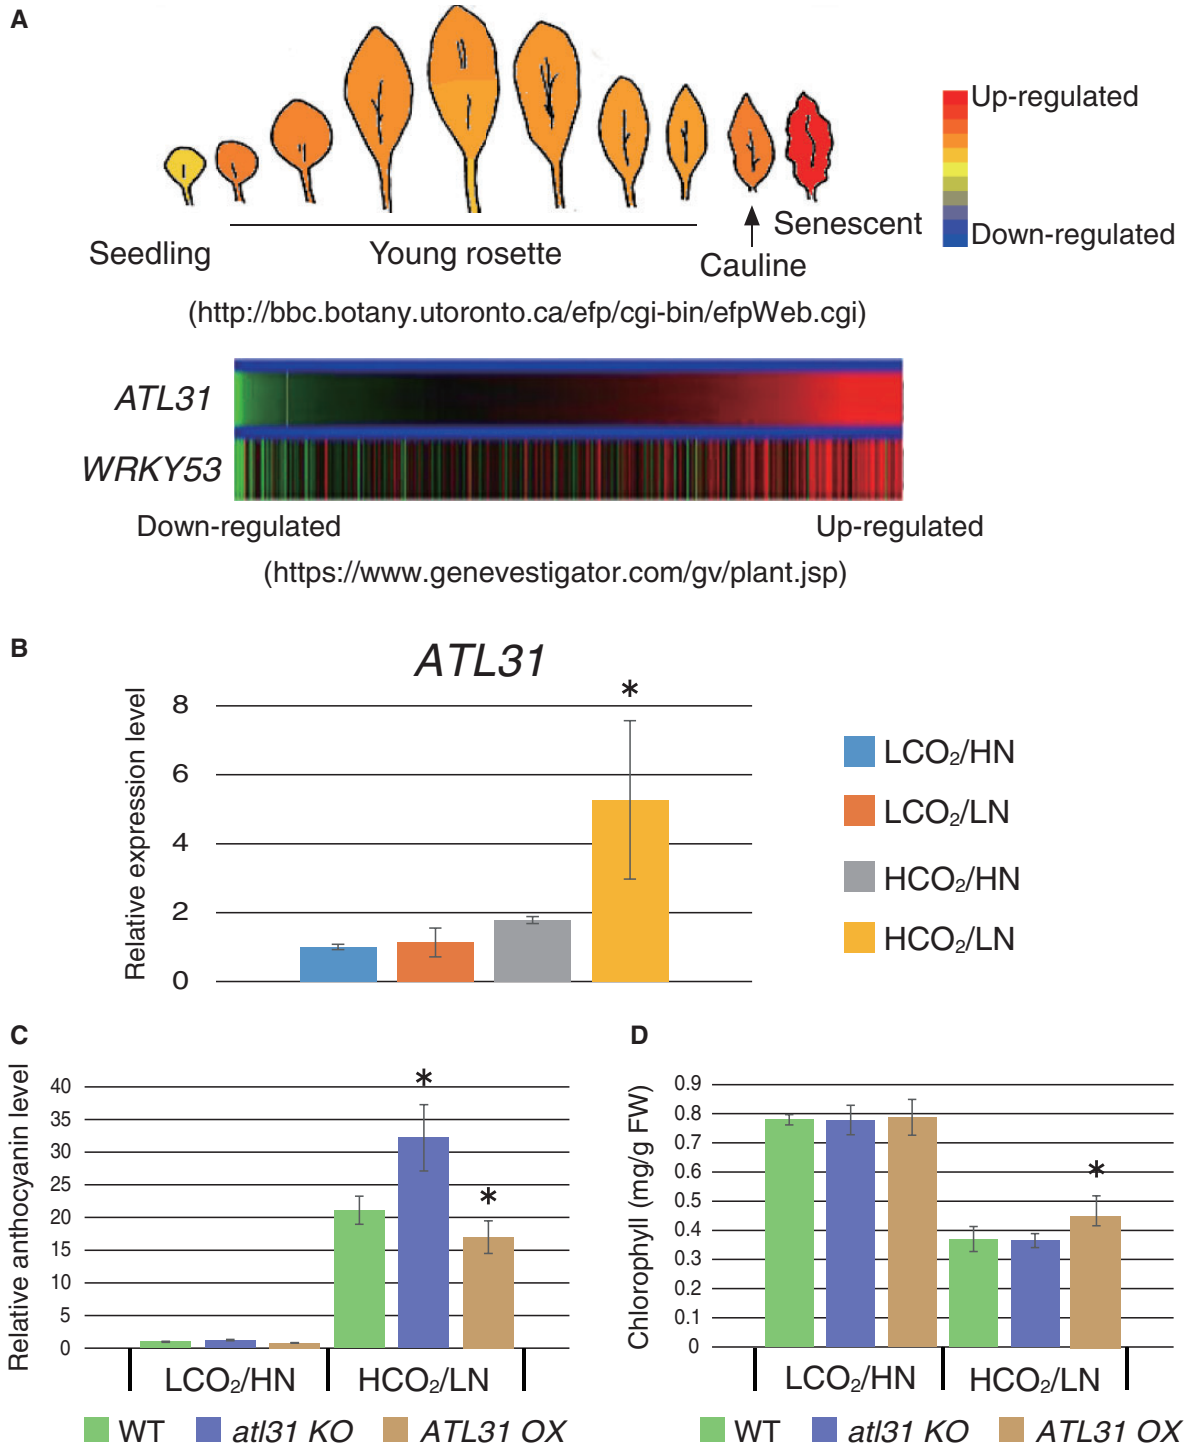 A
Up-regulated
Down-regulated
Seedling
Young rosette
Cauline
Senescent
(http://bbc.botany.utoronto.ca/efp/cgi-bin/efpWeb.cgi)
ATL31
WRKY53
Down-regulated
Up-regulated
(https://www.genevestigator.com/gv/plant.jsp)
B
ATL31
Relative expression level
8
6
4
2
0
*
LCO₂/HN
LCO₂/LN
HCO₂/HN
HCO₂/LN
C
Relative anthocyanin level
40
35
30
25
20
15
10
5
0
*
*
LCO₂/HN
HCO₂/LN
WT
atl31 KO
ATL31 OX
D
Chlorophyll (mg/g FW)
0.9
0.8
0.7
0.6
0.5
0.4
0.3
0.2
0.1
0
*
LCO₂/HN
HCO₂/LN
WT
atl31 KO
ATL31 OX